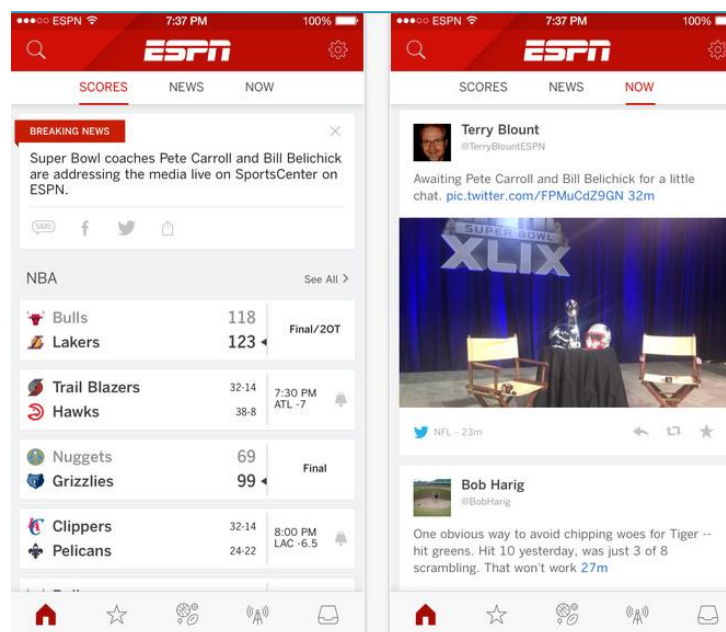 ESPN 7:37 PM 100%
ESPN
SCORES NEWS NOW
BREAKING NEWS
Super Bowl coaches Pete Carroll and Bill Belichick
are addressing the media live on SportsCenter on
ESPN.
SMS
NBA See All >
Bulls 118
Lakers 123
Final/2OT
Trail Blazers 32-14
Hawks 38-8
7:30 PM
ATL -7
Nuggets 69
Grizzlies 99
Final
Clippers 32-14
Pelicans 24-22
8:00 PM
LAC -6.5
ESPN 7:37 PM 100%
ESPN
SCORES NEWS NOW
Terry Blount
@TerryBlountESPN
Awaiting Pete Carroll and Bill Belichick for a little
chat. pic.twitter.com/FPMuCdZ9GN 32m
SUPER BOWL
XLIX
NFL - 23m
Bob Harig
@BobHarig
One obvious way to avoid chipping woes for Tiger --
hit greens. Hit 10 yesterday, was just 3 of 8
scrambling. That won't work 27m